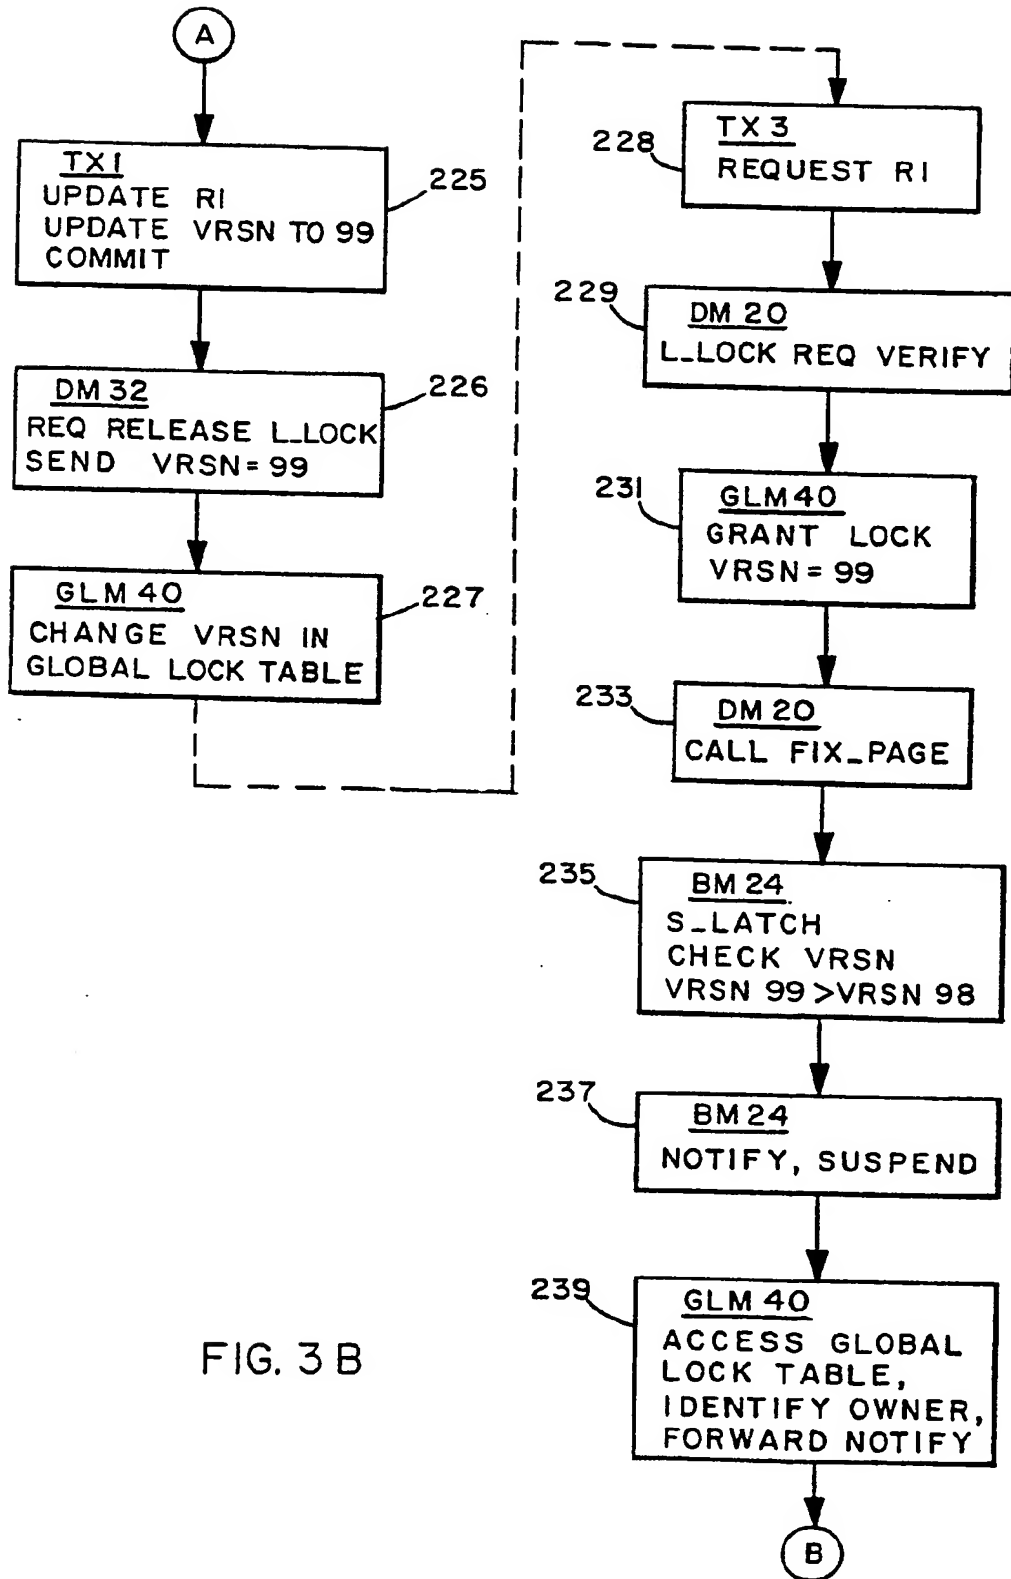 A
TX1
UPDATE R1
UPDATE VRSN TO 99
COMMIT
225
DM 32
REQ RELEASE L_LOCK
SEND VRSN = 99
226
GLM 40
CHANGE VRSN IN
GLOBAL LOCK TABLE
227
228
TX 3
REQUEST R1
229
DM 20
L_LOCK REQ VERIFY
231
GLM 40
GRANT LOCK
VRSN = 99
233
DM 20
CALL FIX_PAGE
235
BM 24
S_LATCH
CHECK VRSN
VRSN 99 > VRSN 98
237
BM 24
NOTIFY, SUSPEND
239
GLM 40
ACCESS GLOBAL
LOCK TABLE,
IDENTIFY OWNER,
FORWARD NOTIFY
B
FIG. 3 B